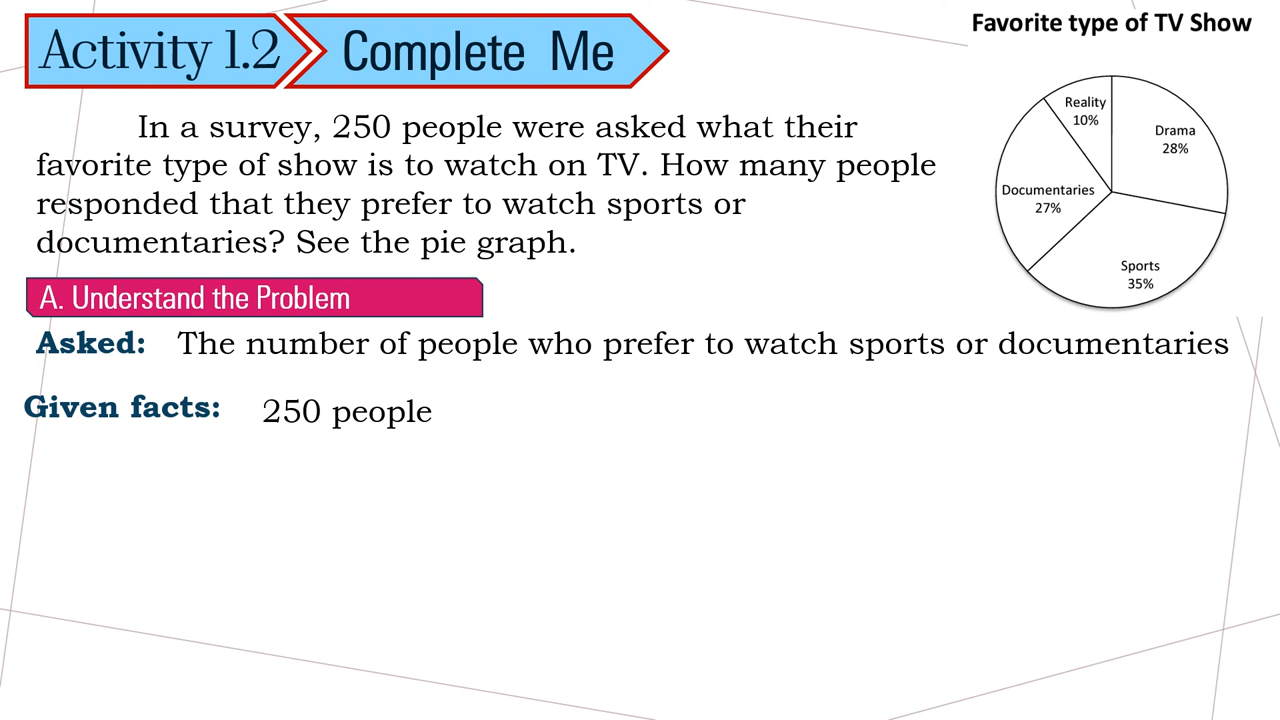 Activity 1.2 Complete Me
Favorite type of TV Show
In a survey, 250 people were asked what their
favorite type of show is to watch on TV. How many people
responded that they prefer to watch sports or
documentaries? See the pie graph.
Reality
10%
Drama
28%
Documentaries
27%
Sports
35%
A. Understand the Problem
Asked: The number of people who prefer to watch sports or documentaries
Given facts: 250 people